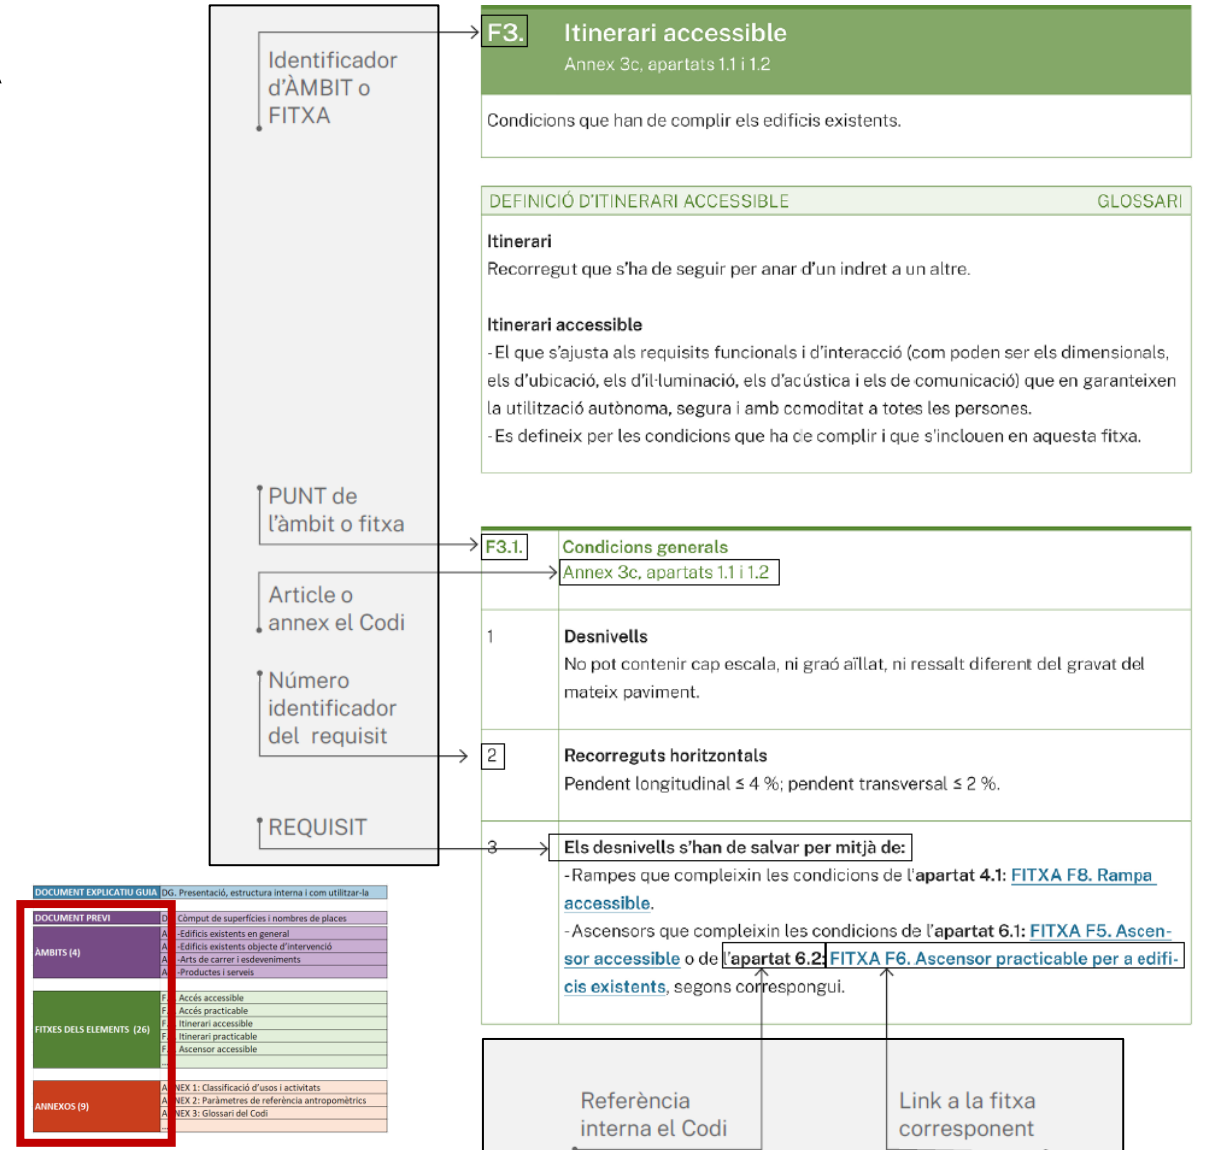 Identificador
d'ÀMBIT o
FITXA
F3.
Itinerari accessible
Annex 3c, apartats 1.1 i 1.2
Condicions que han de complir els edificis existents.
DEFINICIÓ D'ITINERARI ACCESSIBLE
GLOSSARI
Itinerari
Recorregut que s'ha de seguir per anar d'un indret a un altre.
Itinerari accessible
- El que s'ajusta als requisits funcionals i d'interacció (com poden ser els dimensionals,
els d'ubicació, els d'il·luminació, els d'acústica i els de comunicació) que en garanteixen
la utilització autònoma, segura i amb comoditat a totes les persones.
- Es defineix per les condicions que ha de complir i que s'inclouen en aquesta fitxa.
PUNT de
l'àmbit o fitxa
F3.1.
Condicions generals
Annex 3c, apartats 1.1 i 1.2
Article o
annex el Codi
1
Desnivells
No pot contenir cap escala, ni graó aïllat, ni ressalt diferent del gravat del
mateix paviment.
Número
identificador
del requisit
2
Recorreguts horitzontals
Pendent longitudinal ≤ 4 %; pendent transversal ≤ 2 %.
REQUISIT
3
Els desnivells s'han de salvar per mitjà de:
- Rampes que compleixin les condicions de l'apartat 4.1: FITXA F8. Rampa
accessible.
- Ascensors que compleixin les condicions de l'apartat 6.1: FITXA F5. Ascen-
sor accessible o de l'apartat 6.2: FITXA F6. Ascensor practicable per a edifi-
cis existents, segons correspongui.
Referència
interna el Codi
Link a la fitxa
corresponent
DOCUMENT EXPLICATIU GUIA DG. Presentació, estructura interna i com utilitzar-la
DOCUMENT PREVI
Còmput de superfícies i nombres de places
ÀMBITS (4)
-Edificis existents en general
-Edificis existents objecte d'intervenció
-Arts de carrer i esdeveniments
-Productes i serveis
FITXES DELS ELEMENTS (26)
Accés accessible
Accés practicable
Itinerari accessible
Itinerari practicable
Ascensor accessible
ANNEXOS (9)
ANNEX 1: Classificació d'usos i activitats
ANNEX 2: Paràmetres de referència antropomètrics
ANNEX 3: Glossari del Codi
...